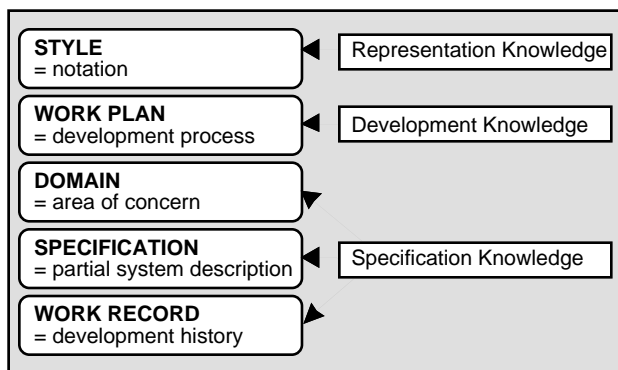 STYLE
= notation
Representation Knowledge
WORK PLAN
= development process
Development Knowledge
DOMAIN
= area of concern
SPECIFICATION
= partial system description
Specification Knowledge
WORK RECORD
= development history